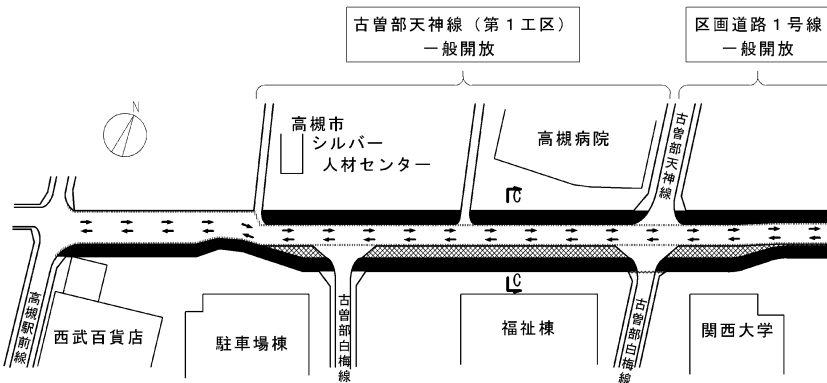 古曽部天神線（第１工区）
一般開放
区画道路１号線
一般開放
N
高槻市
シルバー
人材センター
高槻病院
古曽部天神線
C
C
高槻駅前線
西武百貨店
駐車場棟
古曽部白梅線
福祉棟
古曽部白梅線
関西大学